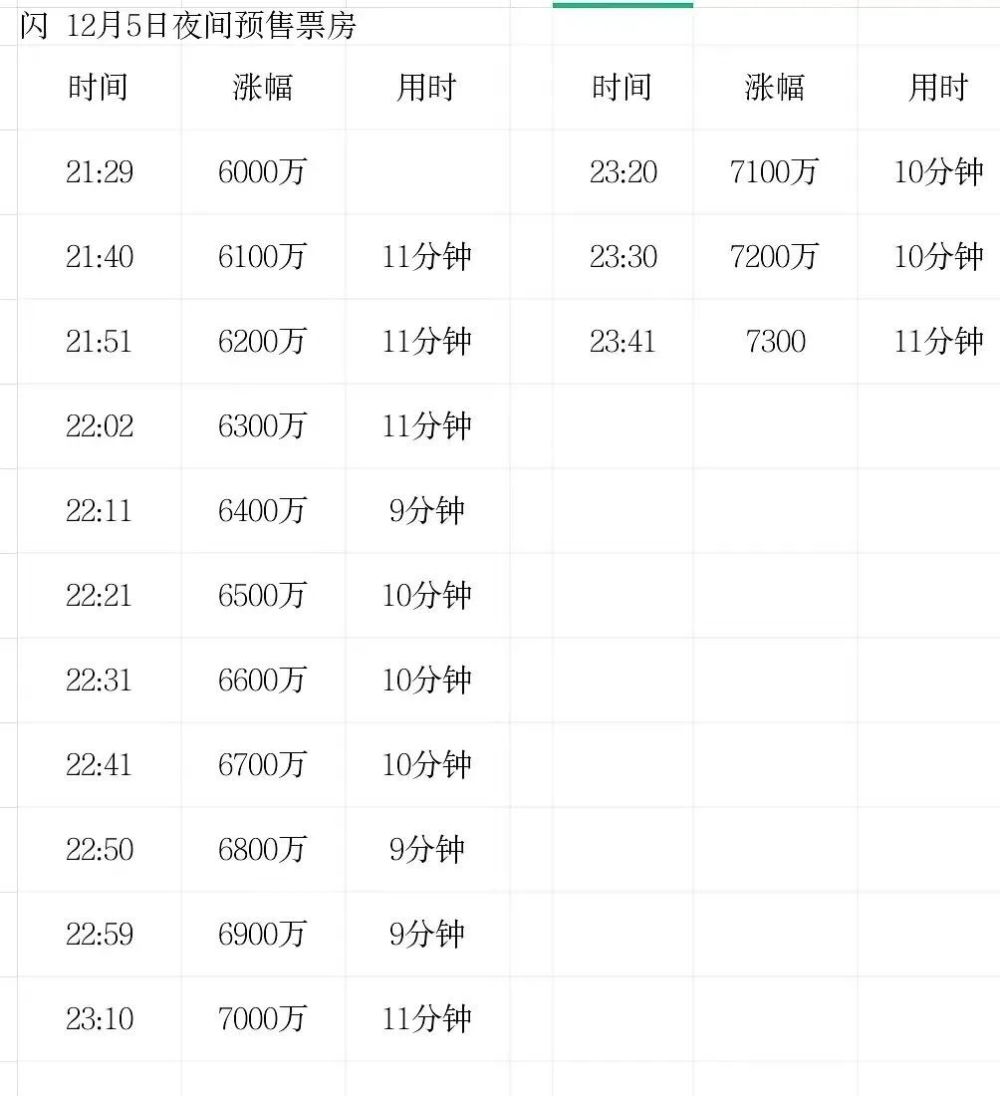 闪 12月5日夜间预售票房
时间 涨幅 用时 时间 涨幅 用时
21:29 6000万 23:20 7100万 10分钟
21:40 6100万 11分钟 23:30 7200万 10分钟
21:51 6200万 11分钟 23:41 7300 11分钟
22:02 6300万 11分钟
22:11 6400万 9分钟
22:21 6500万 10分钟
22:31 6600万 10分钟
22:41 6700万 10分钟
22:50 6800万 9分钟
22:59 6900万 9分钟
23:10 7000万 11分钟